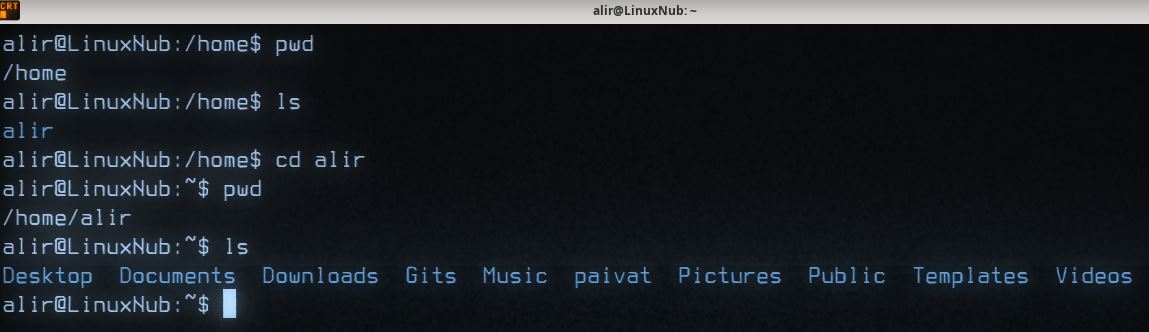 CRT
alir@LinuxNub: ~
alir@LinuxNub:/home$ pwd
/home
alir@LinuxNub:/home$ ls
alir
alir@LinuxNub:/home$ cd alir
alir@LinuxNub:~$ pwd
/home/alir
alir@LinuxNub:~$ ls
Desktop Documents Downloads Gits Music paivat Pictures Public Templates Videos
alir@LinuxNub:~$